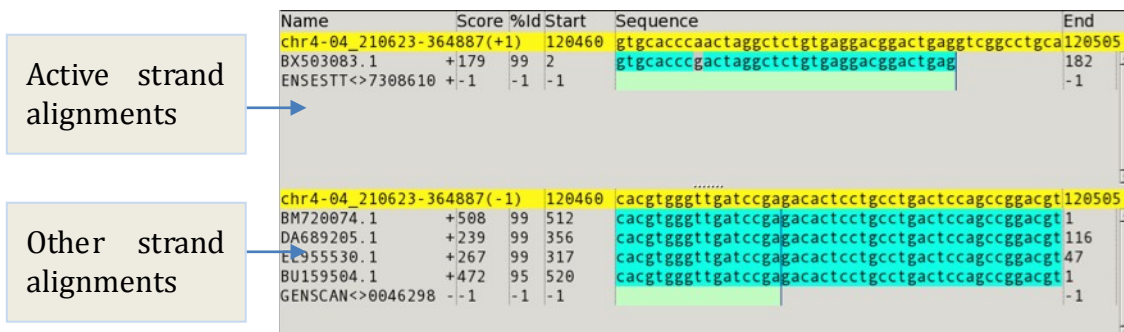 Name Score %Id Start Sequence End
chr4-04_210623-364887(+1) 120460 gtgcacccaactaggctctgtgaggacggactgaggtcggcctgca 120505
BX503083.1 + 179 99 2 gtgcacccgactaggctctgtgaggacggactgag 182
ENSESTT<>7308610 + -1 -1 -1 -1
Active strand
alignments
chr4-04_210623-364887(-1) 120460 cacgtgggttgatccgagacactcctgcctgactccagccggacgt 120505
BM720074.1 + 508 99 512 cacgtgggttgatccgagacactcctgcctgactccagccggacgt 1
DA689205.1 + 239 99 356 cacgtgggttgatccgagacactcctgcctgactccagccggacgt 116
+ 267 99 317 cacgtgggttgatccgagacactcctgcctgactccagccggacgt 47
BU159504.1 + 472 95 520 cacgtgggttgatccgagacactcctgcctgactccagccggacgt 1
GENSCAN<>0046298 - -1 -1 -1 -1
Other strand
alignments